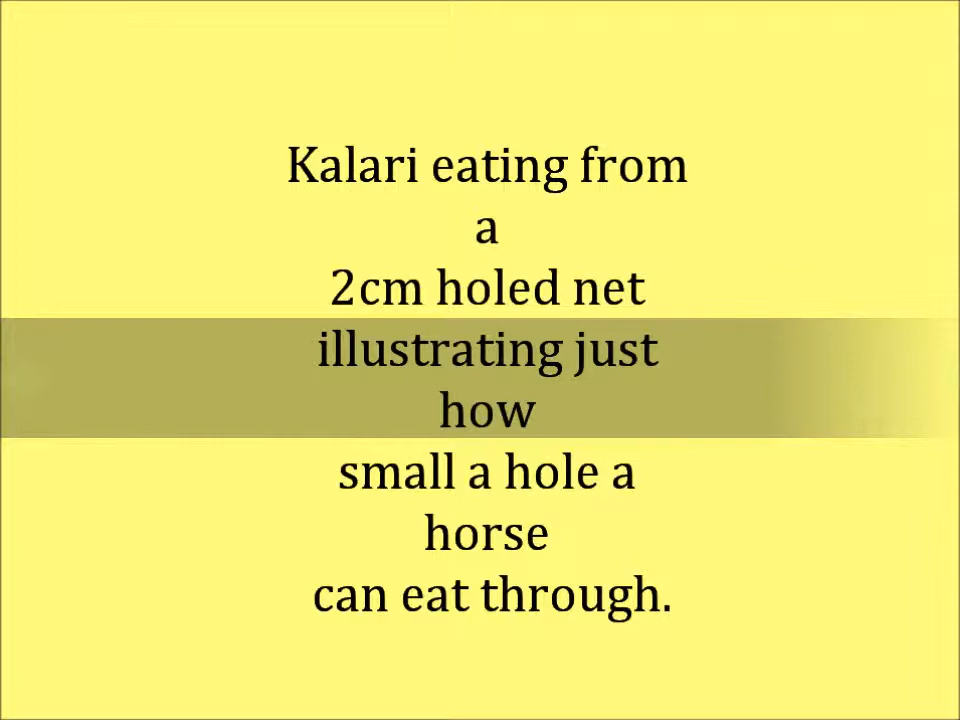 Kalari eating from
a
2cm holed net
illustrating just
how
small a hole a
horse
can eat through.